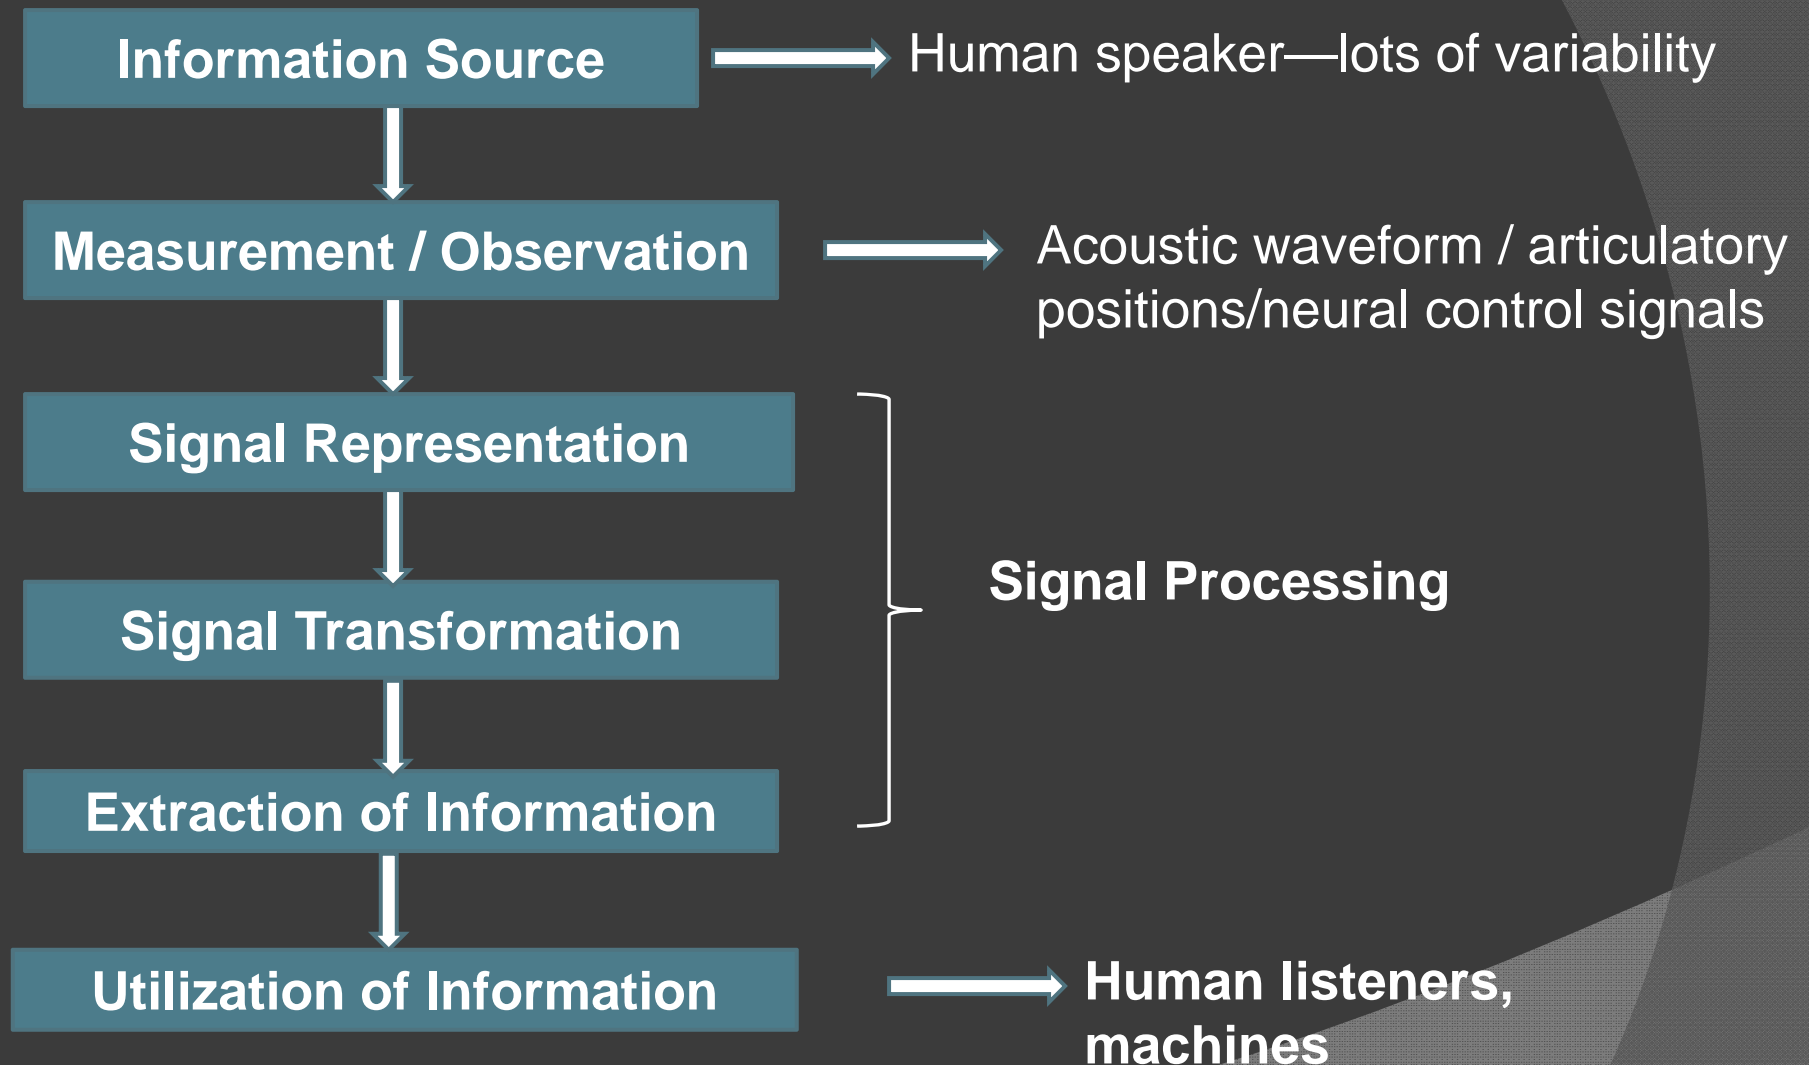 Information Source
Human speaker—lots of variability
Measurement / Observation
Acoustic waveform / articulatory
positions/neural control signals
Signal Representation
Signal Processing
Signal Transformation
Extraction of Information
Utilization of Information
Human listeners,
machines